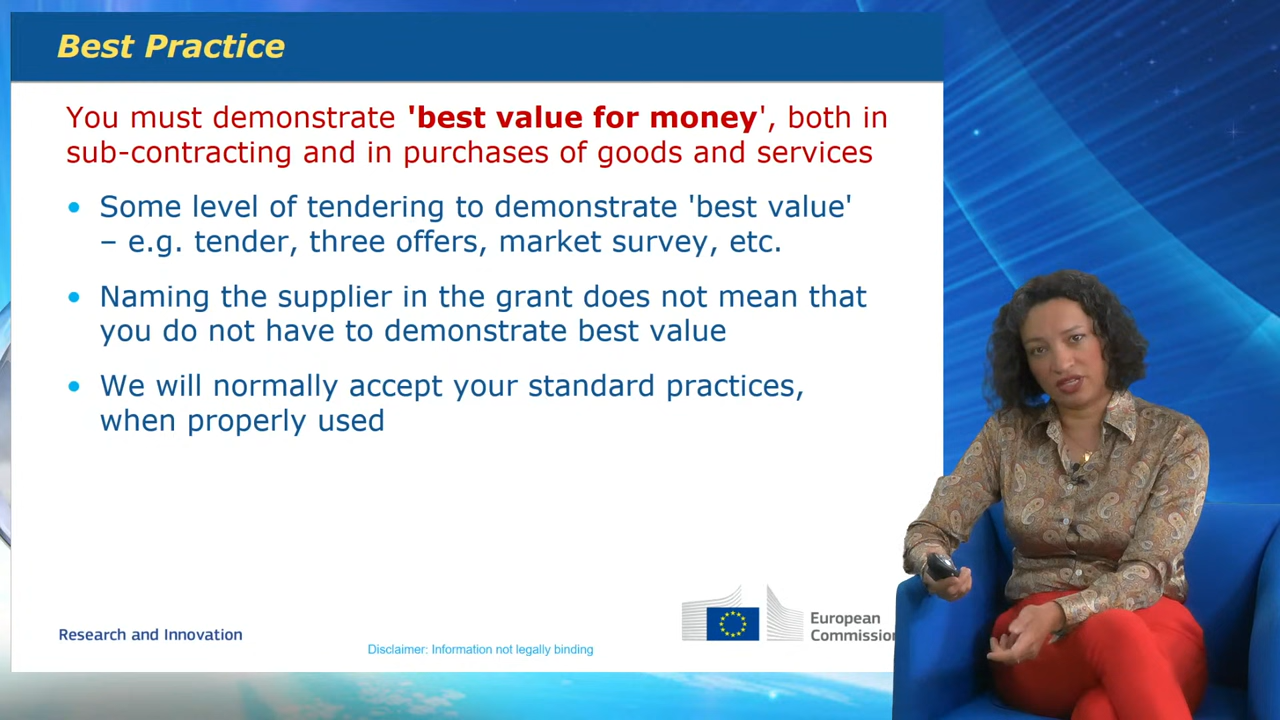 Best Practice
You must demonstrate 'best value for money', both in
sub-contracting and in purchases of goods and services
• Some level of tendering to demonstrate 'best value'
– e.g. tender, three offers, market survey, etc.
• Naming the supplier in the grant does not mean that
you do not have to demonstrate best value
• We will normally accept your standard practices,
when properly used
Research and Innovation
European
Commission
Disclaimer: Information not legally binding